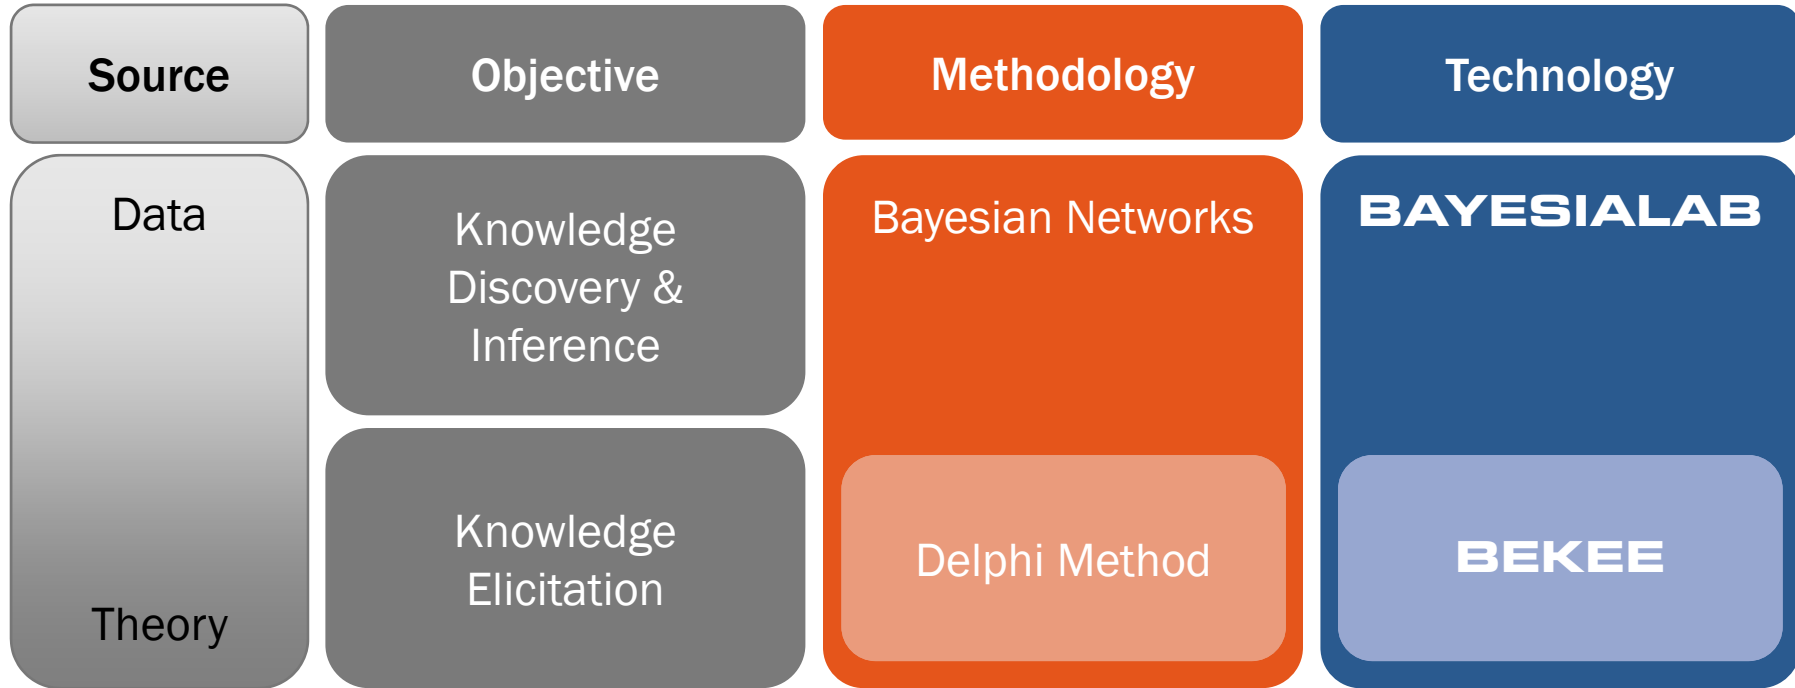 Source
Objective
Methodology
Technology
Data
Theory
Knowledge
Discovery &
Inference
Knowledge
Elicitation
Bayesian Networks
Delphi Method
BAYESIALAB
BEKEE